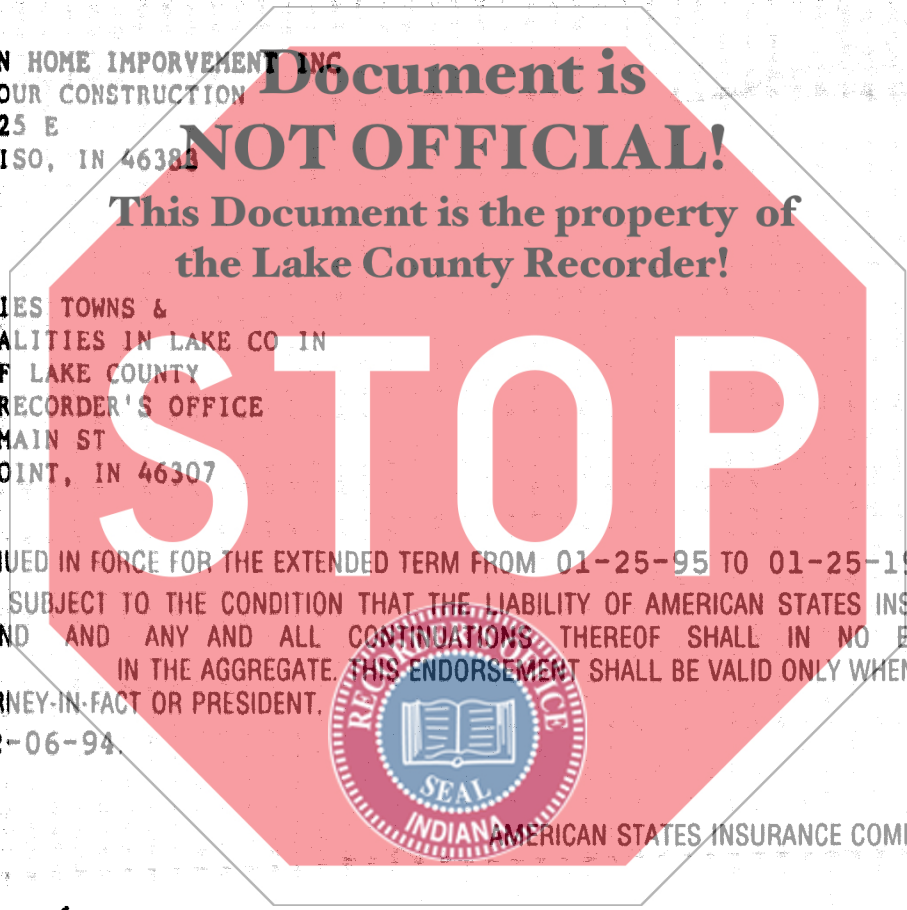 N HOME IMPORVEMENT INC
OUR CONSTRUCTION
25 E
ISO, IN 46383
Document is
NOT OFFICIAL!
This Document is the property of
the Lake County Recorder!
IES TOWNS &
ALITIES IN LAKE CO IN
F LAKE COUNTY
RECORDER'S OFFICE
MAIN ST
OINT, IN 46307
STOP
UED IN FORCE FOR THE EXTENDED TERM FROM 01-25-95 TO 01-25-19
SUBJECT TO THE CONDITION THAT THE LIABILITY OF AMERICAN STATES INS
ND AND ANY AND ALL CONTINUATIONS THEREOF SHALL IN NO E
IN THE AGGREGATE. THIS ENDORSEMENT SHALL BE VALID ONLY WHEN
RNEY-IN-FACT OR PRESIDENT.
-06-94.
SEAL
INDIANA
AMERICAN STATES INSURANCE COM